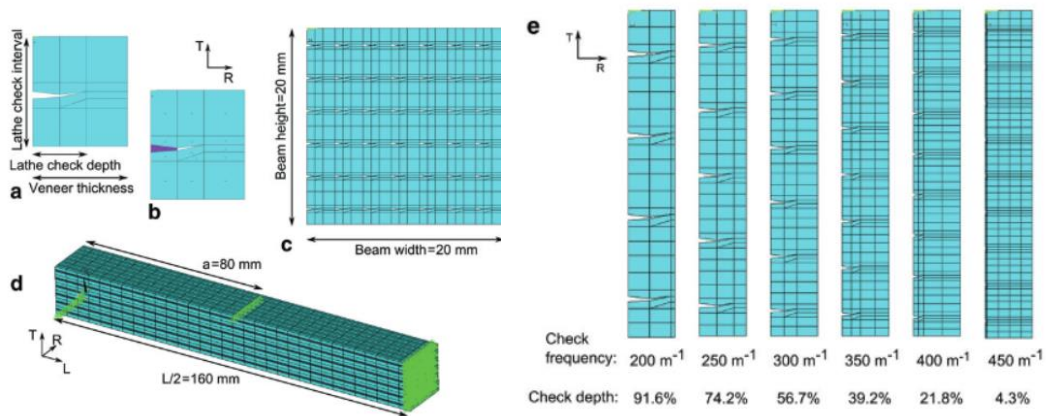 Lathe check interval
Lathe check depth
Veneer thickness
a
T
R
b
Beam height=20 mm
Beam width=20 mm
c
d
a=80 mm
L/2=160 mm
T
R
L
e
T
R
Check
frequency: 200 m⁻¹ 250 m⁻¹ 300 m⁻¹ 350 m⁻¹ 400 m⁻¹ 450 m⁻¹
Check depth: 91.6% 74.2% 56.7% 39.2% 21.8% 4.3%